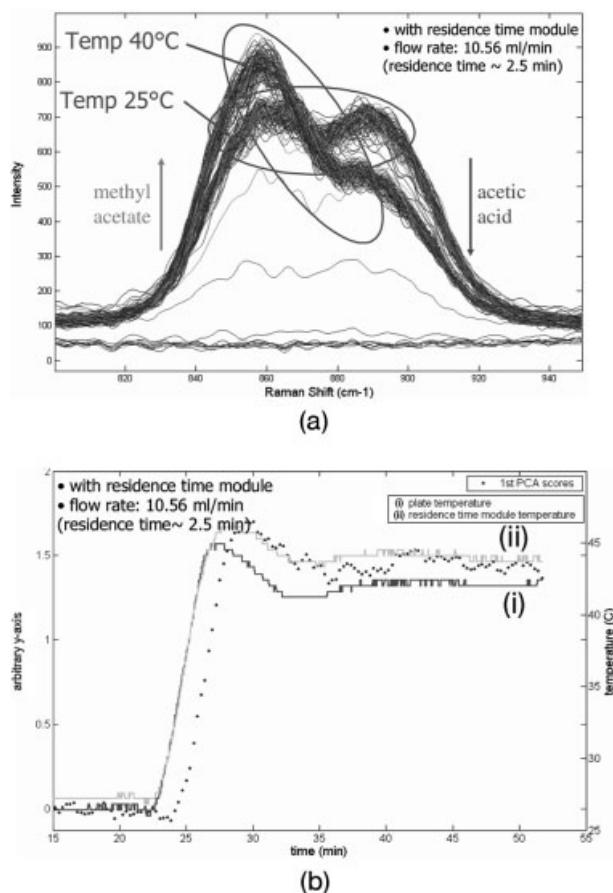 (a)
900
800
700
600
500
400
300
200
100
0
Intensity
Temp 40°C
Temp 25°C
• with residence time module
• flow rate: 10.56 ml/min
(residence time ~ 2.5 min)
methyl
acetate
acetic
acid
820 840 860 880 900 920 940
Raman Shift (cm-1)
(a)
2
1.5
1
0.5
0
arbitrary y-axis
• with residence time module
• flow rate: 10.56 ml/min
(residence time~ 2.5 min)
1st PCA scores
(i) plate temperature
(ii) residence time module temperature
(ii)
(i)
45
40
35
30
25
temperature (C)
15 20 25 30 35 40 45 50 55
time (min)
(b)